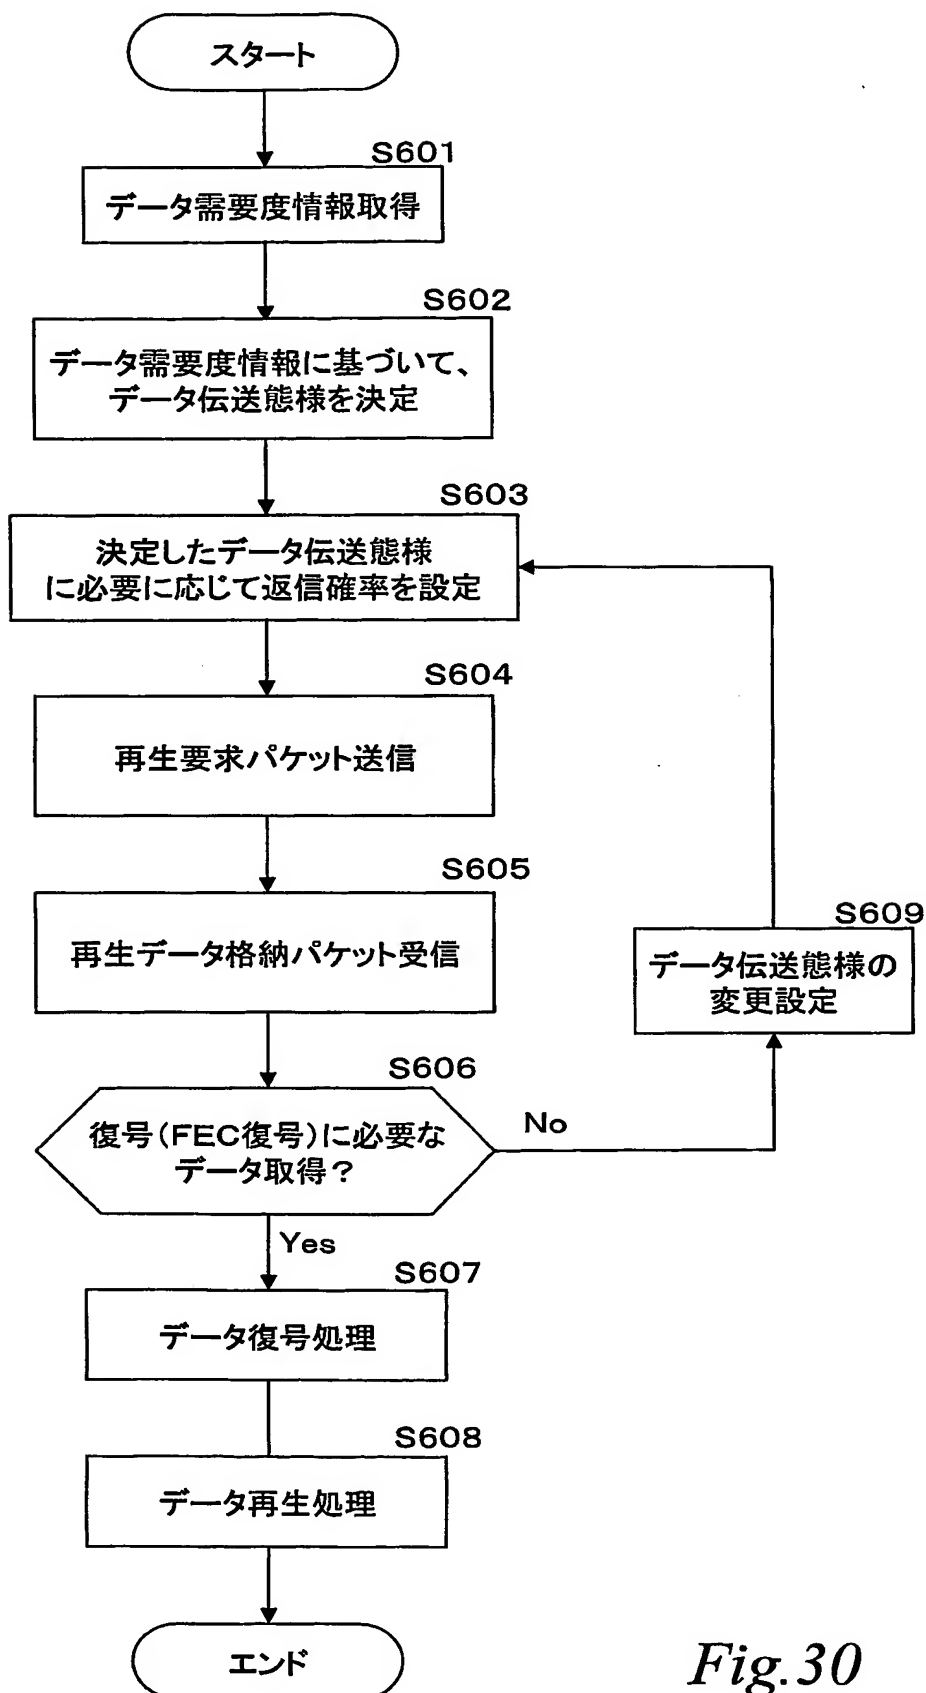 スタート
S601
データ需要度情報取得
S602
データ需要度情報に基づいて、
データ伝送態様を決定
S603
決定したデータ伝送態様
に必要に応じて返信確率を設定
S604
再生要求パケット送信
S605
再生データ格納パケット受信
S609
データ伝送態様の
変更設定
S606
復号(FEC復号)に必要な
データ取得?
No
Yes
S607
データ復号処理
S608
データ再生処理
エンド
Fig.30